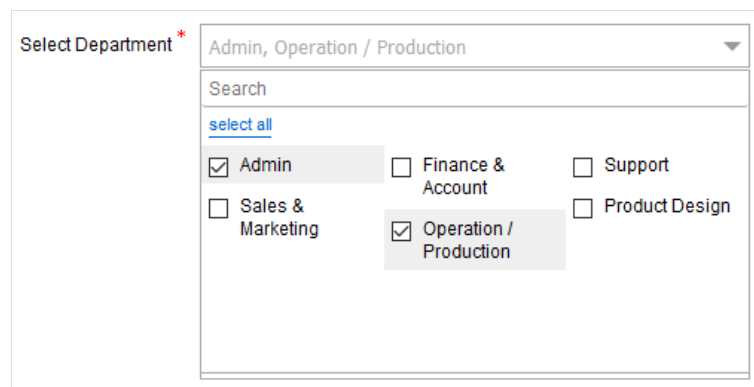 Select Department *
Admin, Operation / Production
Search
select all
Admin
Sales &
Marketing
Finance &
Account
Operation /
Production
Support
Product Design